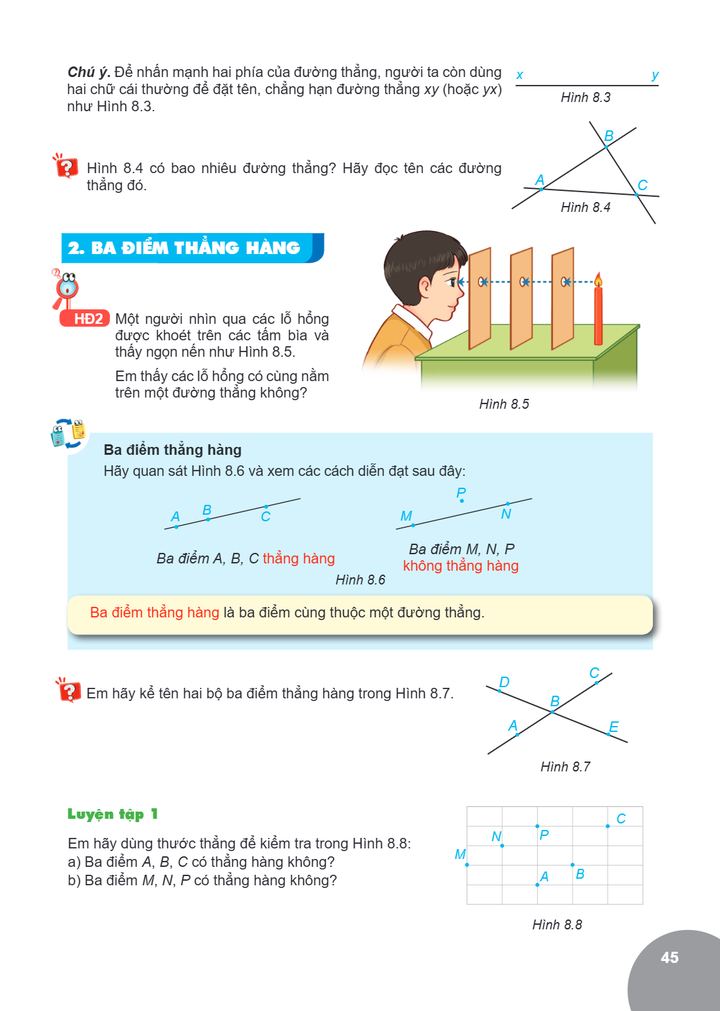 Chú ý. Để nhấn mạnh hai phía của đường thẳng, người ta còn dùng
hai chữ cái thường để đặt tên, chẳng hạn đường thẳng xy (hoặc yx)
như Hình 8.3.
x
y
Hình 8.3
?
Hình 8.4 có bao nhiêu đường thẳng? Hãy đọc tên các đường
thẳng đó.
B
A
C
Hình 8.4
2. BA ĐIỂM THẲNG HÀNG
HĐ2
Một người nhìn qua các lỗ hổng
được khoét trên các tấm bìa và
thấy ngọn nến như Hình 8.5.
Em thấy các lỗ hổng có cùng nằm
trên một đường thẳng không?
Hình 8.5
Ba điểm thẳng hàng
Hãy quan sát Hình 8.6 và xem các cách diễn đạt sau đây:
A
B
C
Ba điểm A, B, C thẳng hàng
P
M
N
Ba điểm M, N, P
không thẳng hàng
Hình 8.6
Ba điểm thẳng hàng là ba điểm cùng thuộc một đường thẳng.
?
Em hãy kể tên hai bộ ba điểm thẳng hàng trong Hình 8.7.
D
C
B
A
E
Hình 8.7
Luyện tập 1
Em hãy dùng thước thẳng để kiểm tra trong Hình 8.8:
a) Ba điểm A, B, C có thẳng hàng không?
b) Ba điểm M, N, P có thẳng hàng không?
C
N
P
M
A
B
Hình 8.8
45